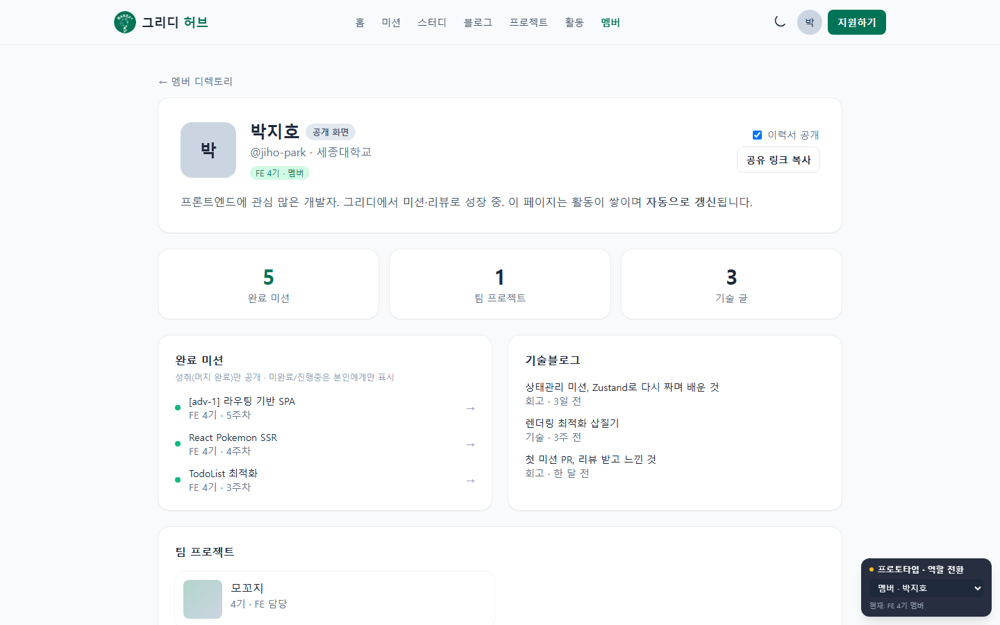 그리디 허브
홈 미션 스터디 블로그 프로젝트 활동 멤버
박
지원하기
← 멤버 디렉토리
박
박지호 공개 화면
@jiho-park · 세종대학교
FE 4기 · 멤버
이력서 공개
공유 링크 복사
프론트엔드에 관심 많은 개발자. 그리디에서 미션·리뷰로 성장 중. 이 페이지는 활동이 쌓이며 자동으로 갱신됩니다.
5
완료 미션
1
팀 프로젝트
3
기술 글
완료 미션
성취(머지 완료)만 공개 · 미완료/진행중은 본인에게만 표시
[adv-1] 라우팅 기반 SPA
FE 4기 · 5주차
→
React Pokemon SSR
FE 4기 · 4주차
→
TodoList 최적화
FE 4기 · 3주차
→
기술블로그
상태관리 미션, Zustand로 다시 짜며 배운 것
회고 · 3일 전
렌더링 최적화 삽질기
기술 · 3주 전
첫 미션 PR, 리뷰 받고 느낀 것
회고 · 한 달 전
팀 프로젝트
모꼬지
4기 · FE 담당
프로토타입 · 역할 전환
멤버 · 박지호
현재: FE 4기 멤버